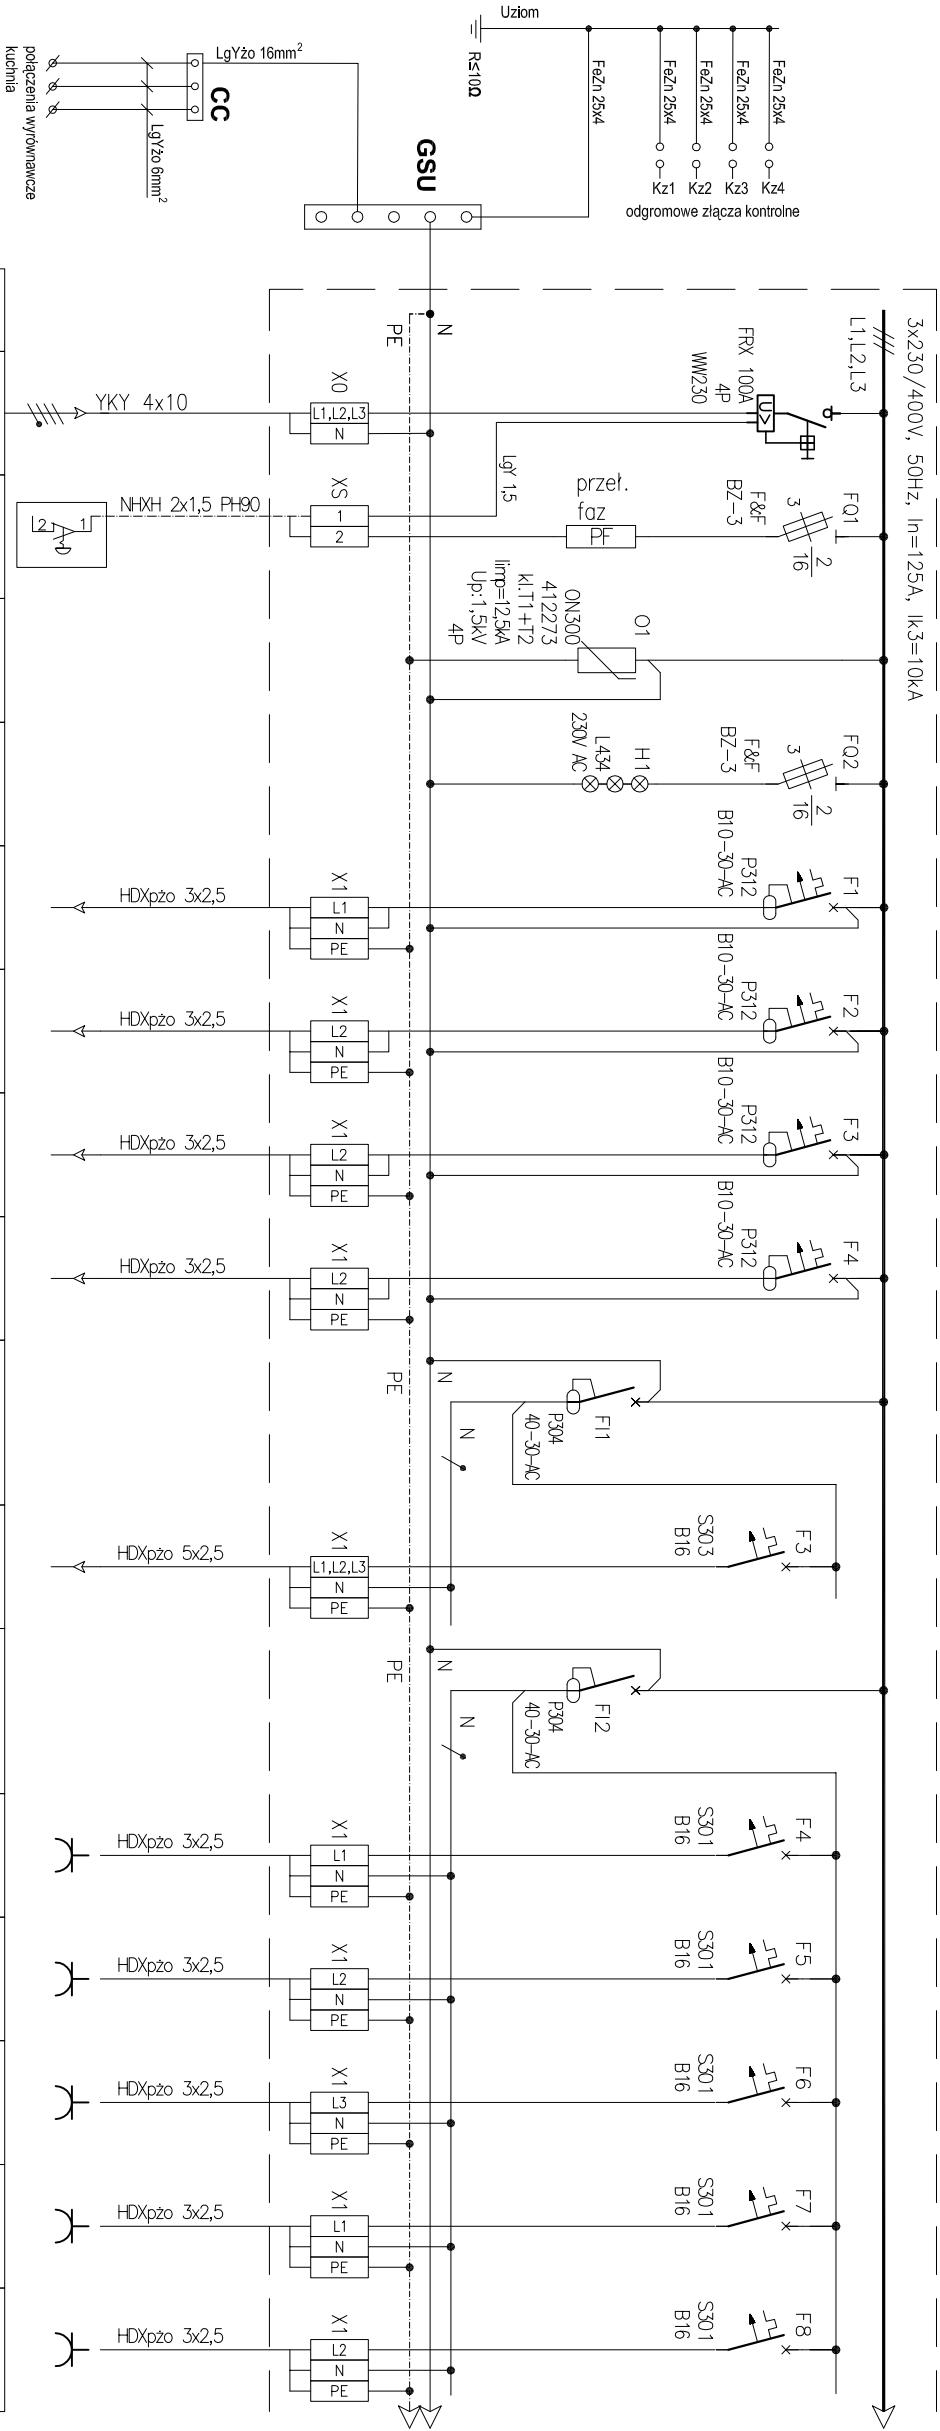 Uziom
R≤10Ω
FeZn 25x4
FeZn 25x4
FeZn 25x4
FeZn 25x4
FeZn 25x4
Kz1
Kz2
Kz3
Kz4
odgromowe złącza kontrolne
LgYżo 16mm²
CC
LgYżo 6mm²
połączenia wyrównawcze
kuchnia
GSU
3x230/400V, 50Hz, In=125A, Ik3=10kA
L1,L2,L3
N
PE
FRX 100A
4P
WW230
X0
L1,L2,L3
N
YKY 4x10
LgY 1,5
FQ1
3
2
16
F&F
BZ-3
przeł.
faz
PF
XS
1
2
NHXH 2x1,5 PH90
2
1
O1
ON300
412273
kl.T1+T2
Iimp=12,5kA
Up:1,5kV
4P
FQ2
3
2
16
F&F
BZ-3
H1
L434
230V AC
F1
P312
B10-30-AC
X1
L1
N
PE
HDXpżo 3x2,5
F2
P312
B10-30-AC
X1
L2
N
PE
HDXpżo 3x2,5
F3
P312
B10-30-AC
X1
L2
N
PE
HDXpżo 3x2,5
F4
P312
B10-30-AC
X1
L2
N
PE
HDXpżo 3x2,5
FI1
P304
40-30-AC
N
PE
N
F3
S303
B16
X1
L1,L2,L3
N
PE
HDXpżo 5x2,5
FI2
P304
40-30-AC
N
PE
N
F4
S301
B16
X1
L1
N
PE
HDXpżo 3x2,5
F5
S301
B16
X1
L2
N
PE
HDXpżo 3x2,5
F6
S301
B16
X1
L3
N
PE
HDXpżo 3x2,5
F7
S301
B16
X1
L1
N
PE
HDXpżo 3x2,5
F8
S301
B16
X1
L2
N
PE
HDXpżo 3x2,5